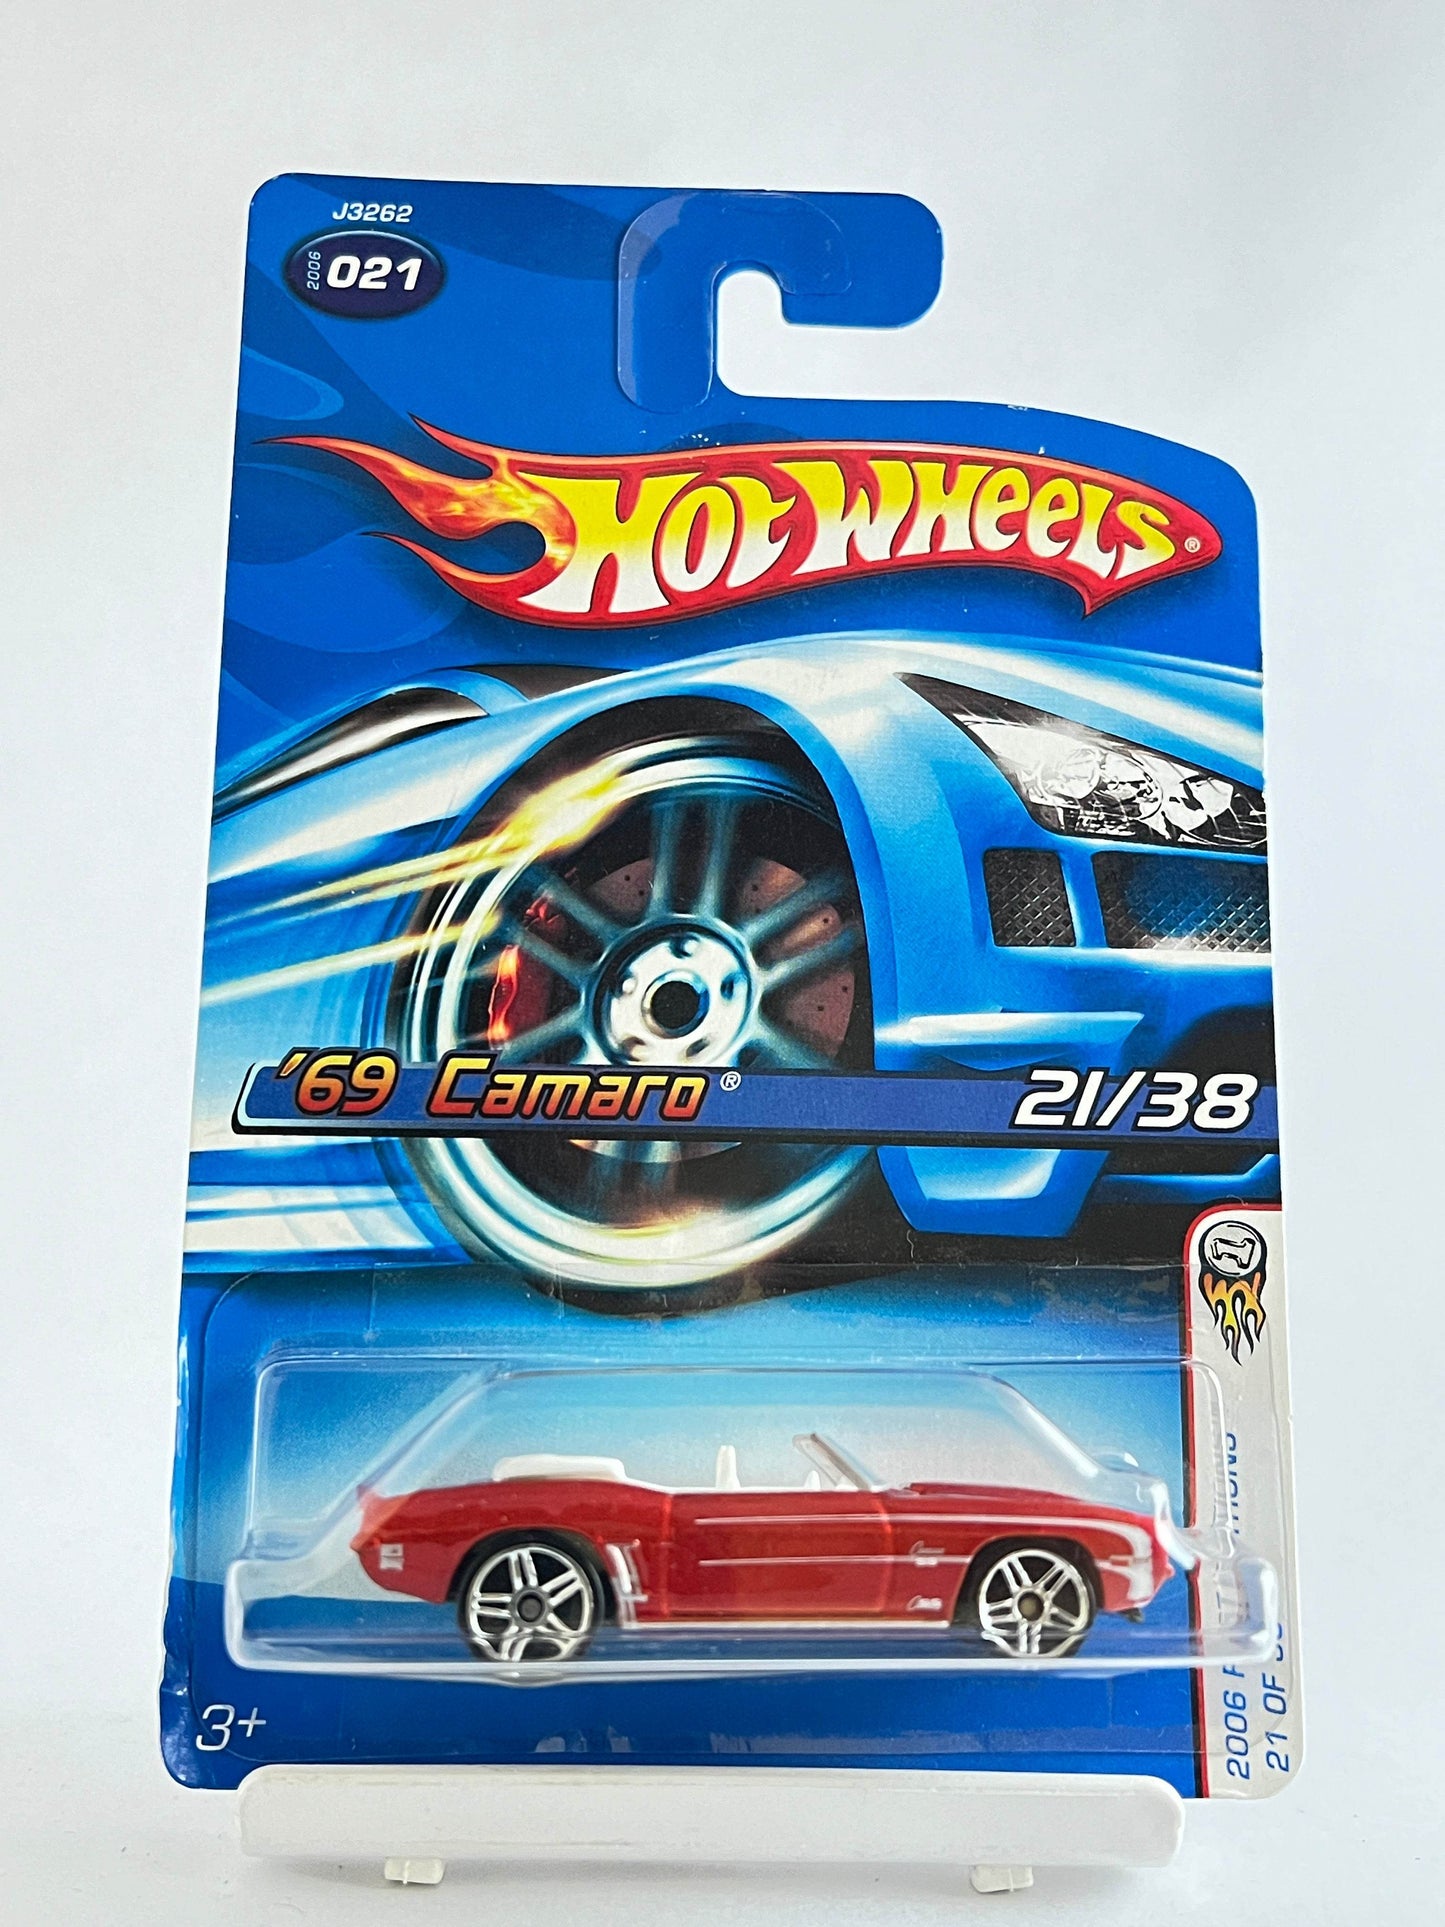 J3262
2006
021
HOT WHEELS ®
'69 Camaro ®
21/38
3+
2006
21 OF